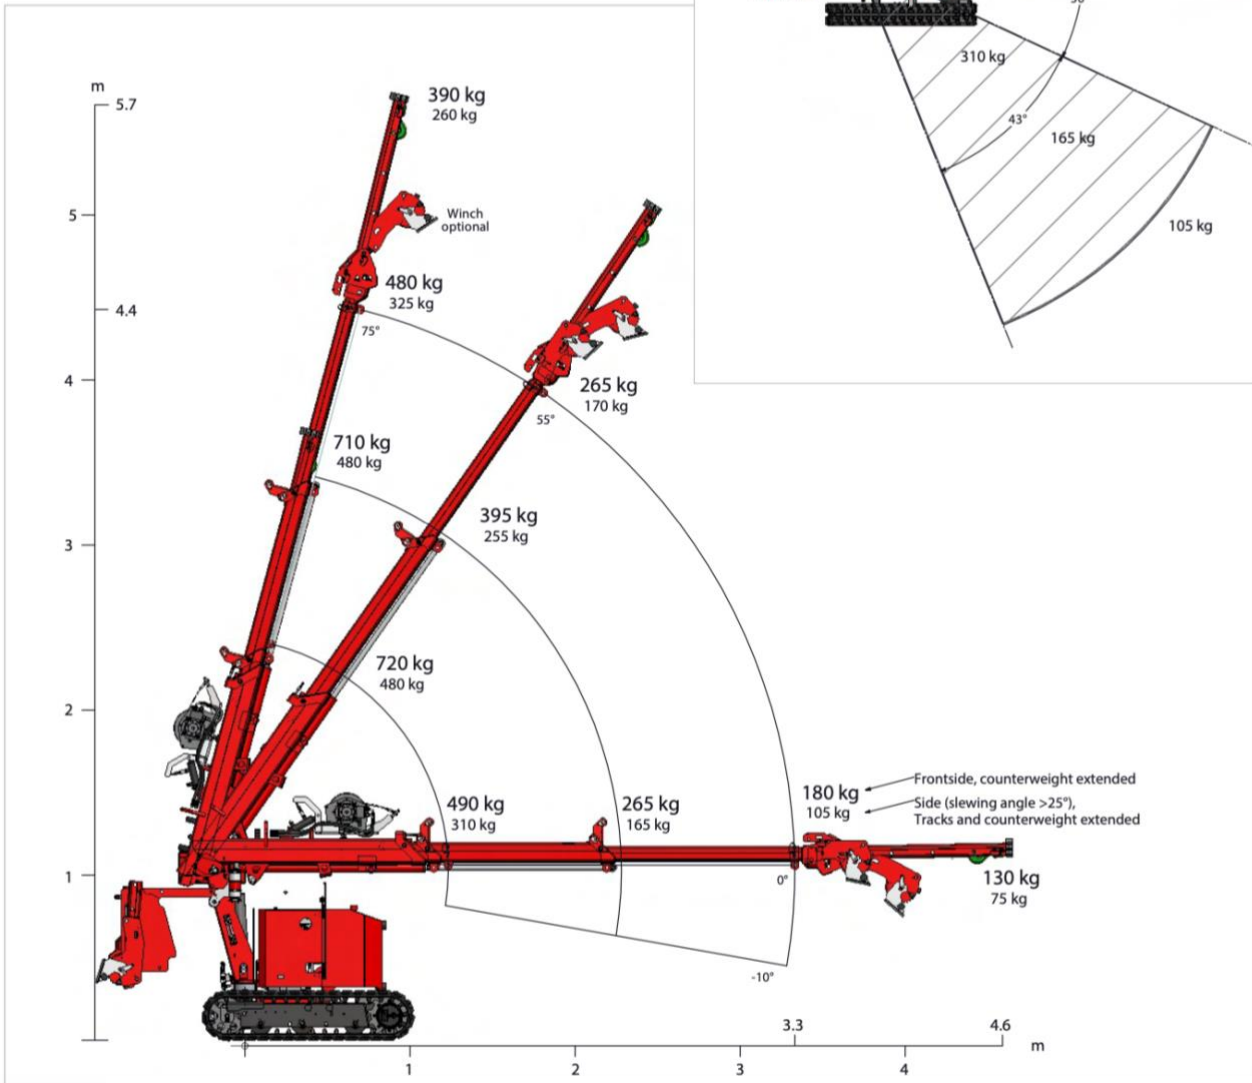 m
5.7
5
4.4
4
3
2
1
390 kg
260 kg
Winch
optional
480 kg
325 kg
75°
265 kg
170 kg
55°
710 kg
480 kg
395 kg
255 kg
720 kg
480 kg
490 kg
310 kg
265 kg
165 kg
180 kg
105 kg
Frontside, counterweight extended
Side (slewing angle >25°),
Tracks and counterweight extended
0°
130 kg
75 kg
-10°
3.3
4.6
m
1
2
3
4
310 kg
43°
165 kg
105 kg